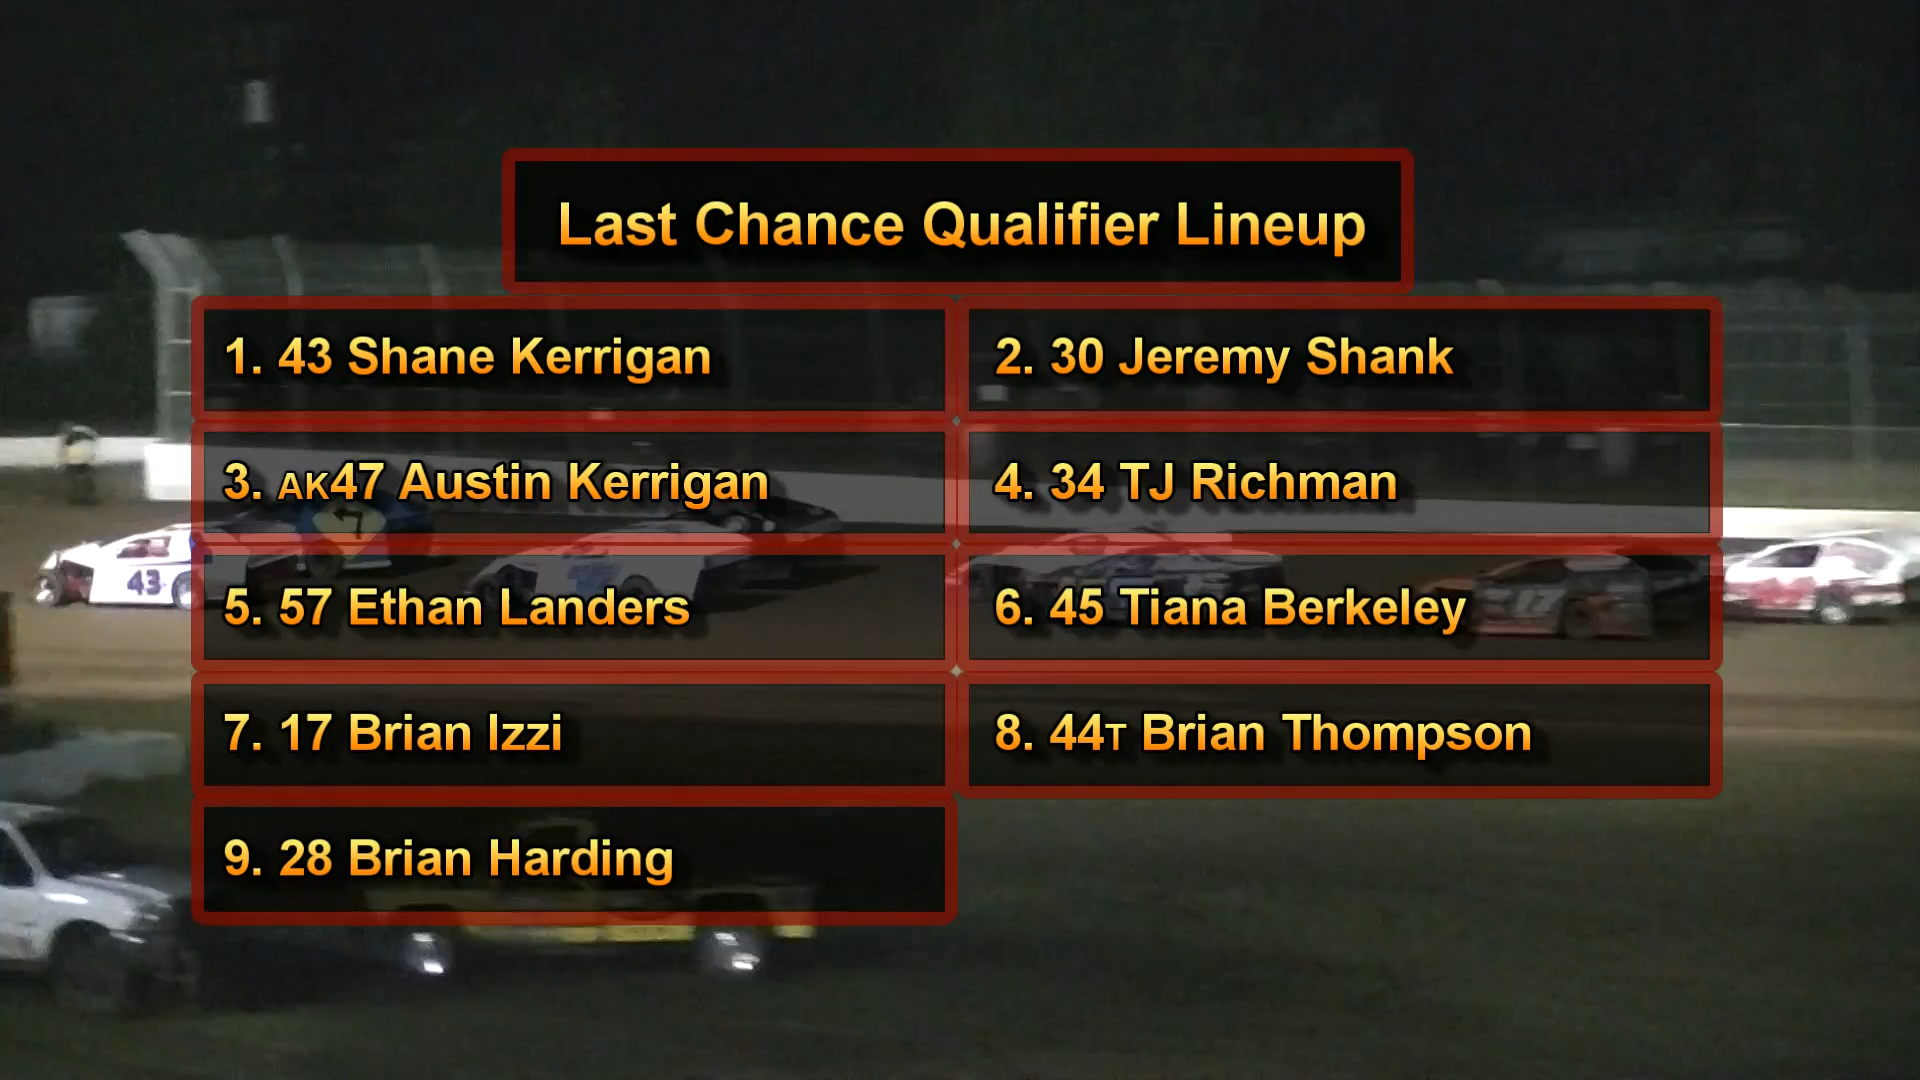 Last Chance Qualifier Lineup
1. 43 Shane Kerrigan
2. 30 Jeremy Shank
3. AK47 Austin Kerrigan
4. 34 TJ Richman
5. 57 Ethan Landers
6. 45 Tiana Berkeley
7. 17 Brian Izzi
8. 44T Brian Thompson
9. 28 Brian Harding
43
17